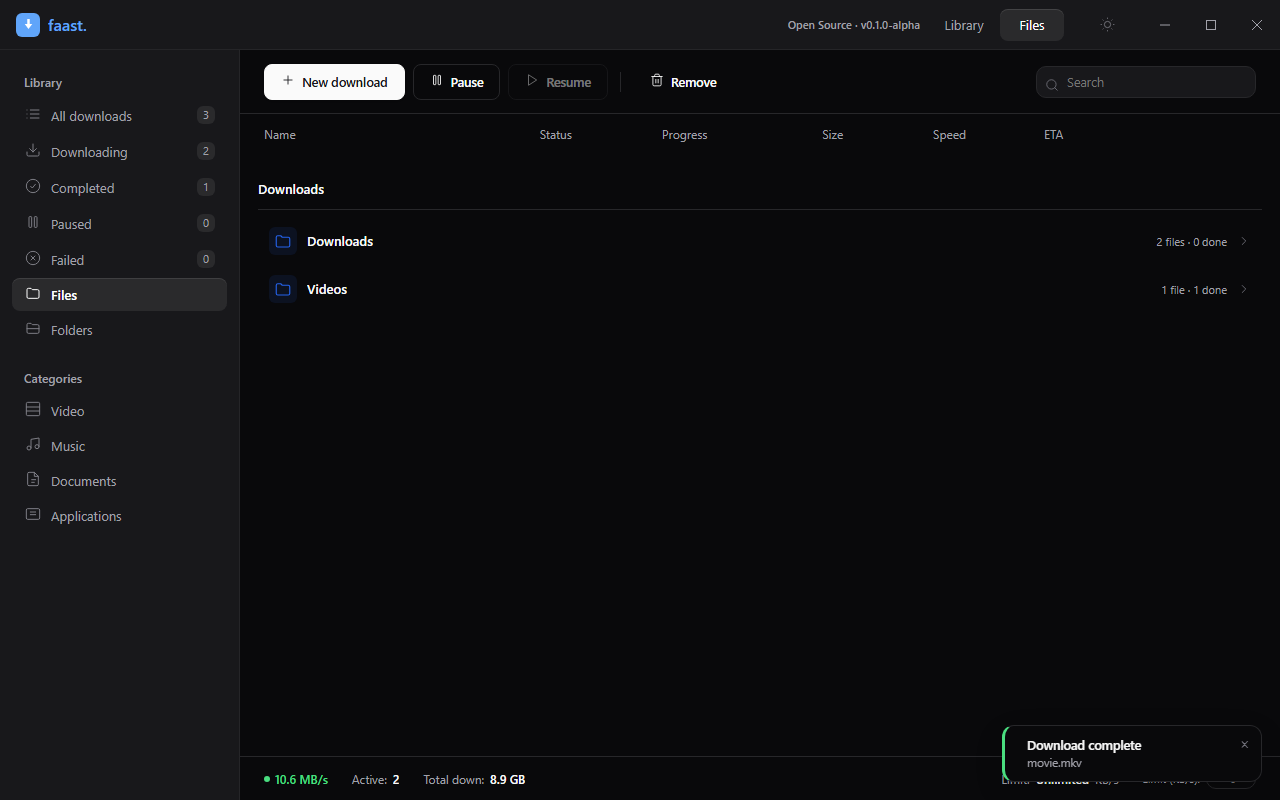 faast.
Open Source · v0.1.0-alpha
Library
Files
Library
All downloads 3
Downloading 2
Completed 1
Paused 0
Failed 0
Files
Folders
Categories
Video
Music
Documents
Applications
New download
Pause
Resume
Remove
Search
Name Status Progress Size Speed ETA
Downloads
Downloads 2 files · 0 done
Videos 1 file · 1 done
Download complete
movie.mkv
10.6 MB/s Active: 2 Total down: 8.9 GB